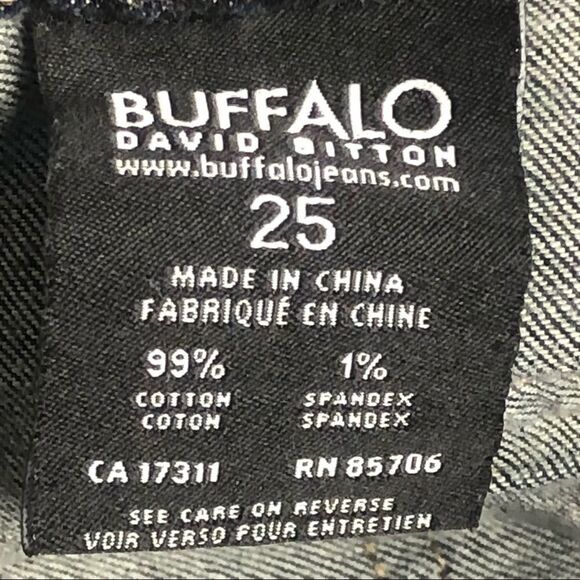 BUFFALO
DAVID BITTON
www.buffalojeans.com
25
MADE IN CHINA
FABRIQUÉ EN CHINE
99% 1%
COTTON SPANDEX
COTON SPANDEX
CA 17311 RN 85706
SEE CARE ON REVERSE
VOIR VERSO POUR ENTRETIEN